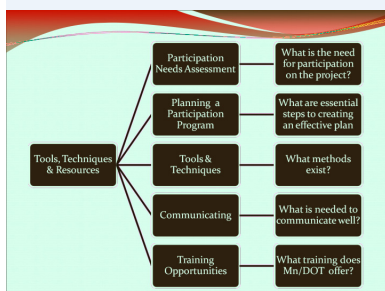 Participation
Needs Assessment
What is the need
for participation
on the project?
Planning a
Participation
Program
What are essential
steps to creating
an effective plan
Tools, Techniques
& Resources
Tools &
Techniques
What methods
exist?
Communicating
What is needed to
communicate well?
Training
Opportunities
What training does
Mn/DOT offer?